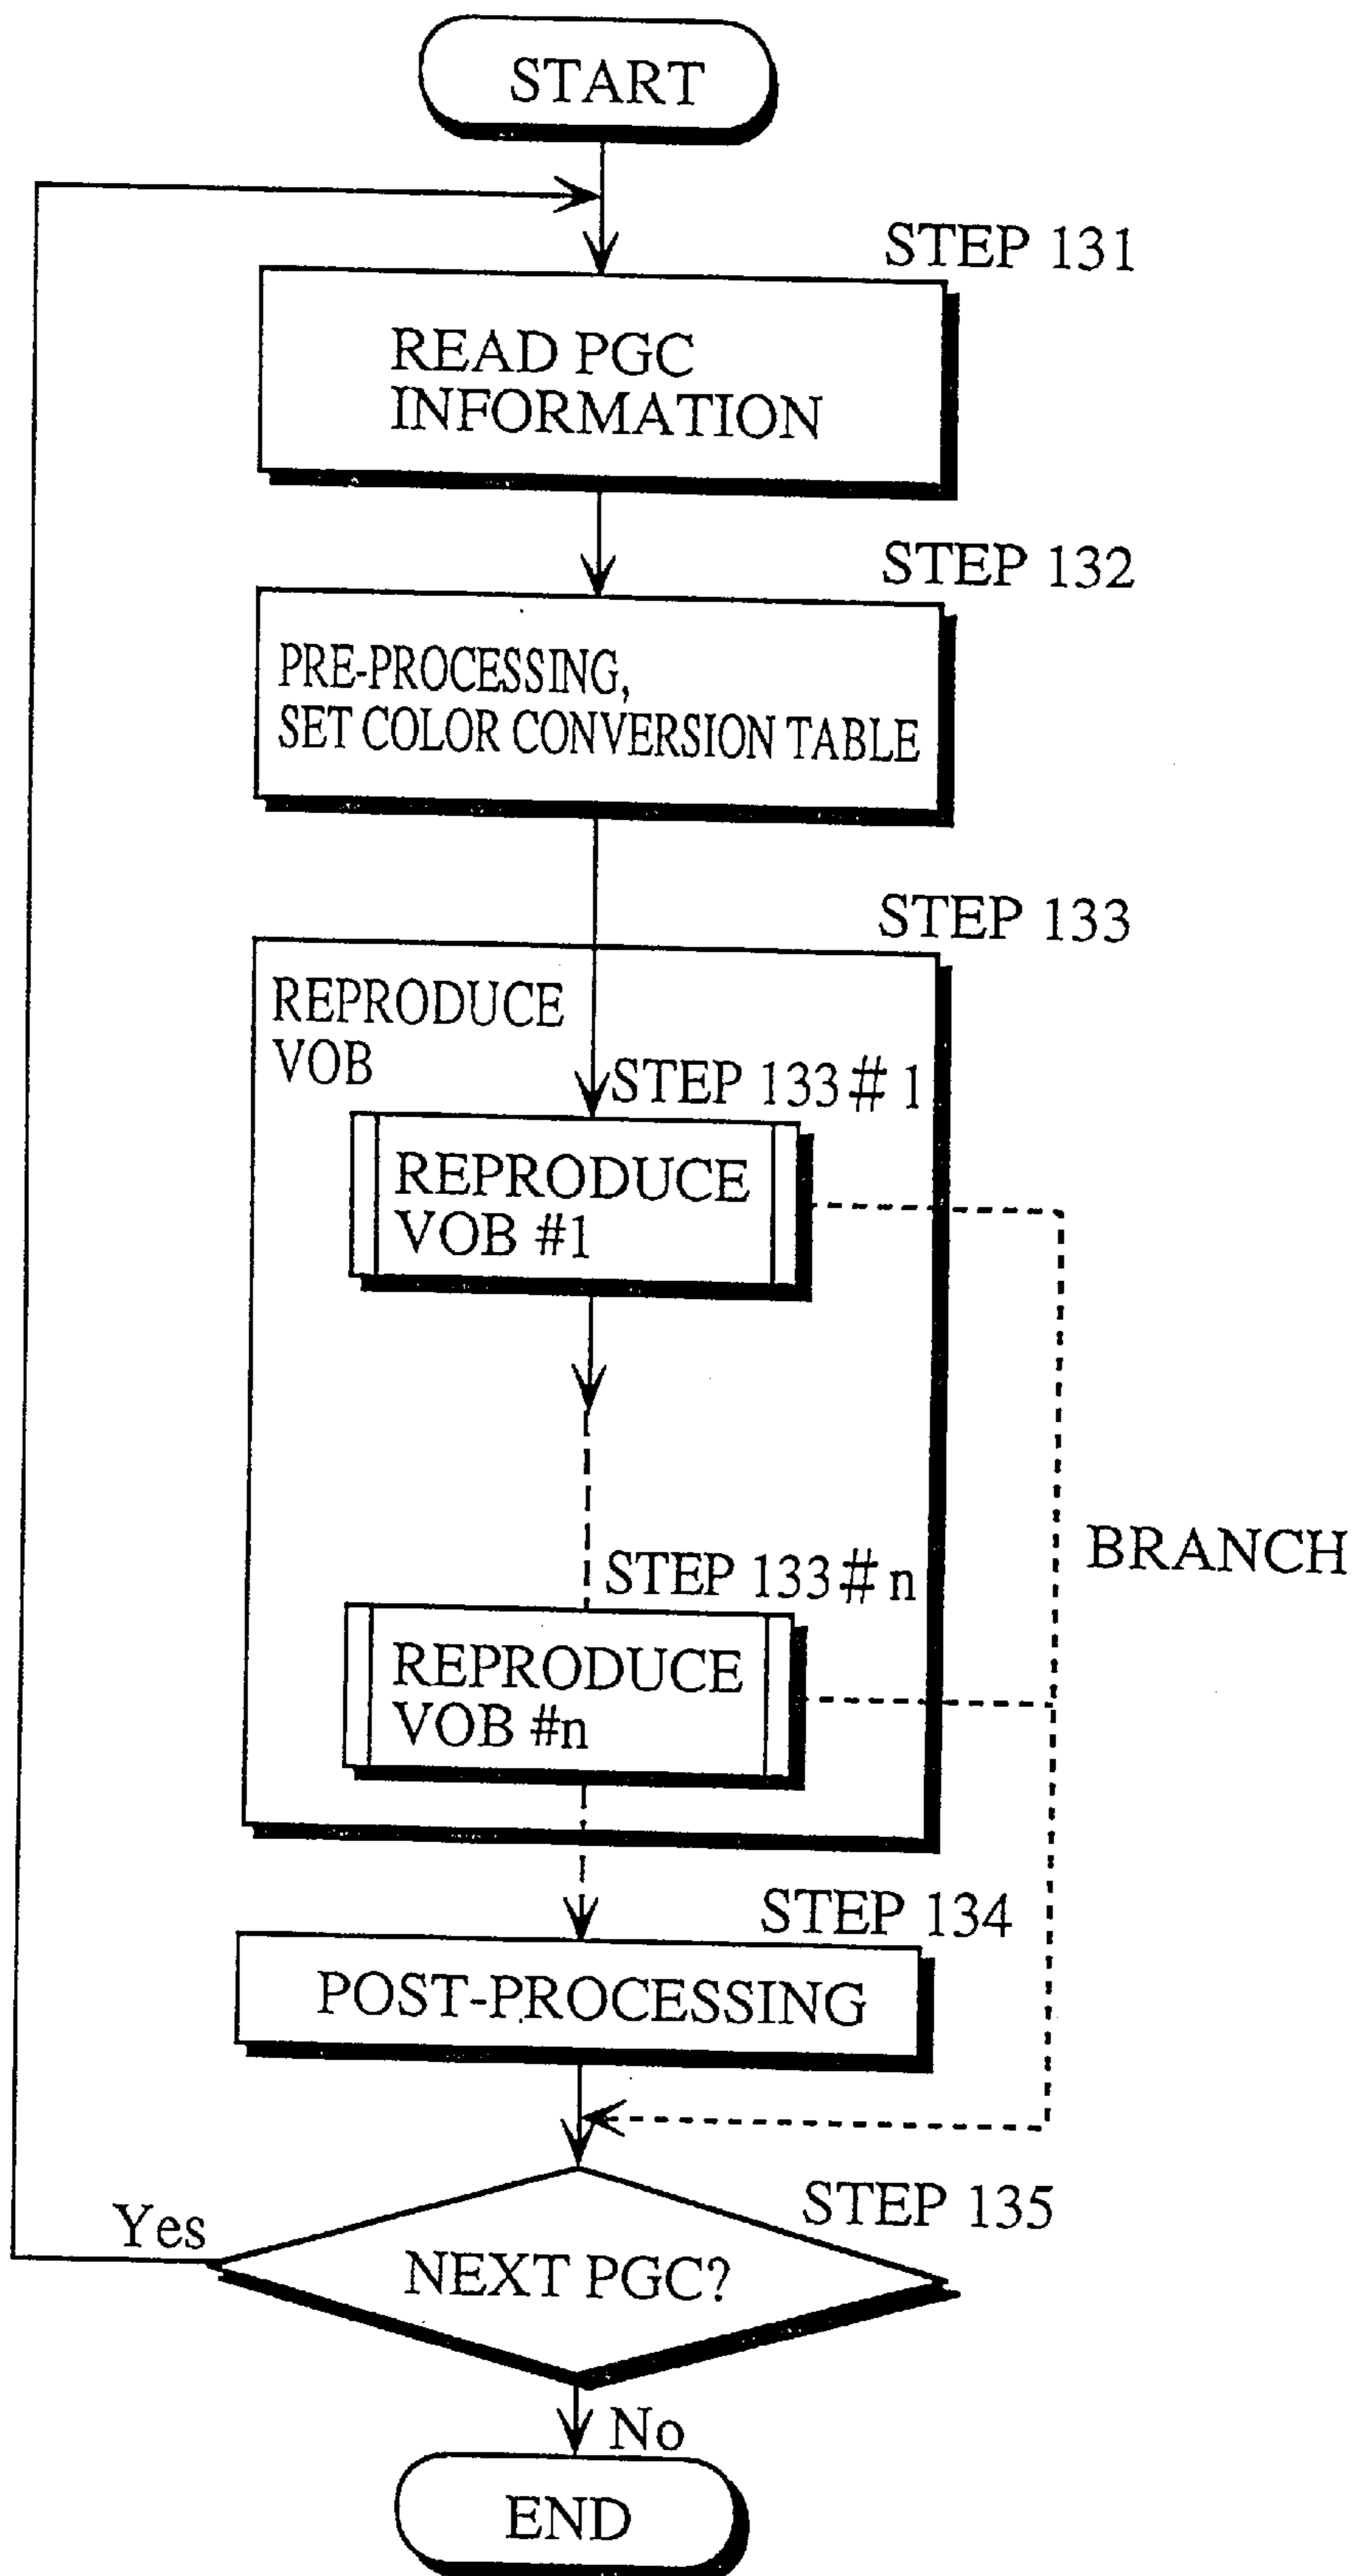 START
STEP 131
READ PGC
INFORMATION
STEP 132
PRE-PROCESSING,
SET COLOR CONVERSION TABLE
STEP 133
REPRODUCE
VOB
STEP 133#1
REPRODUCE
VOB #1
BRANCH
STEP 133#n
REPRODUCE
VOB #n
STEP 134
POST-PROCESSING
STEP 135
Yes
NEXT PGC?
No
END